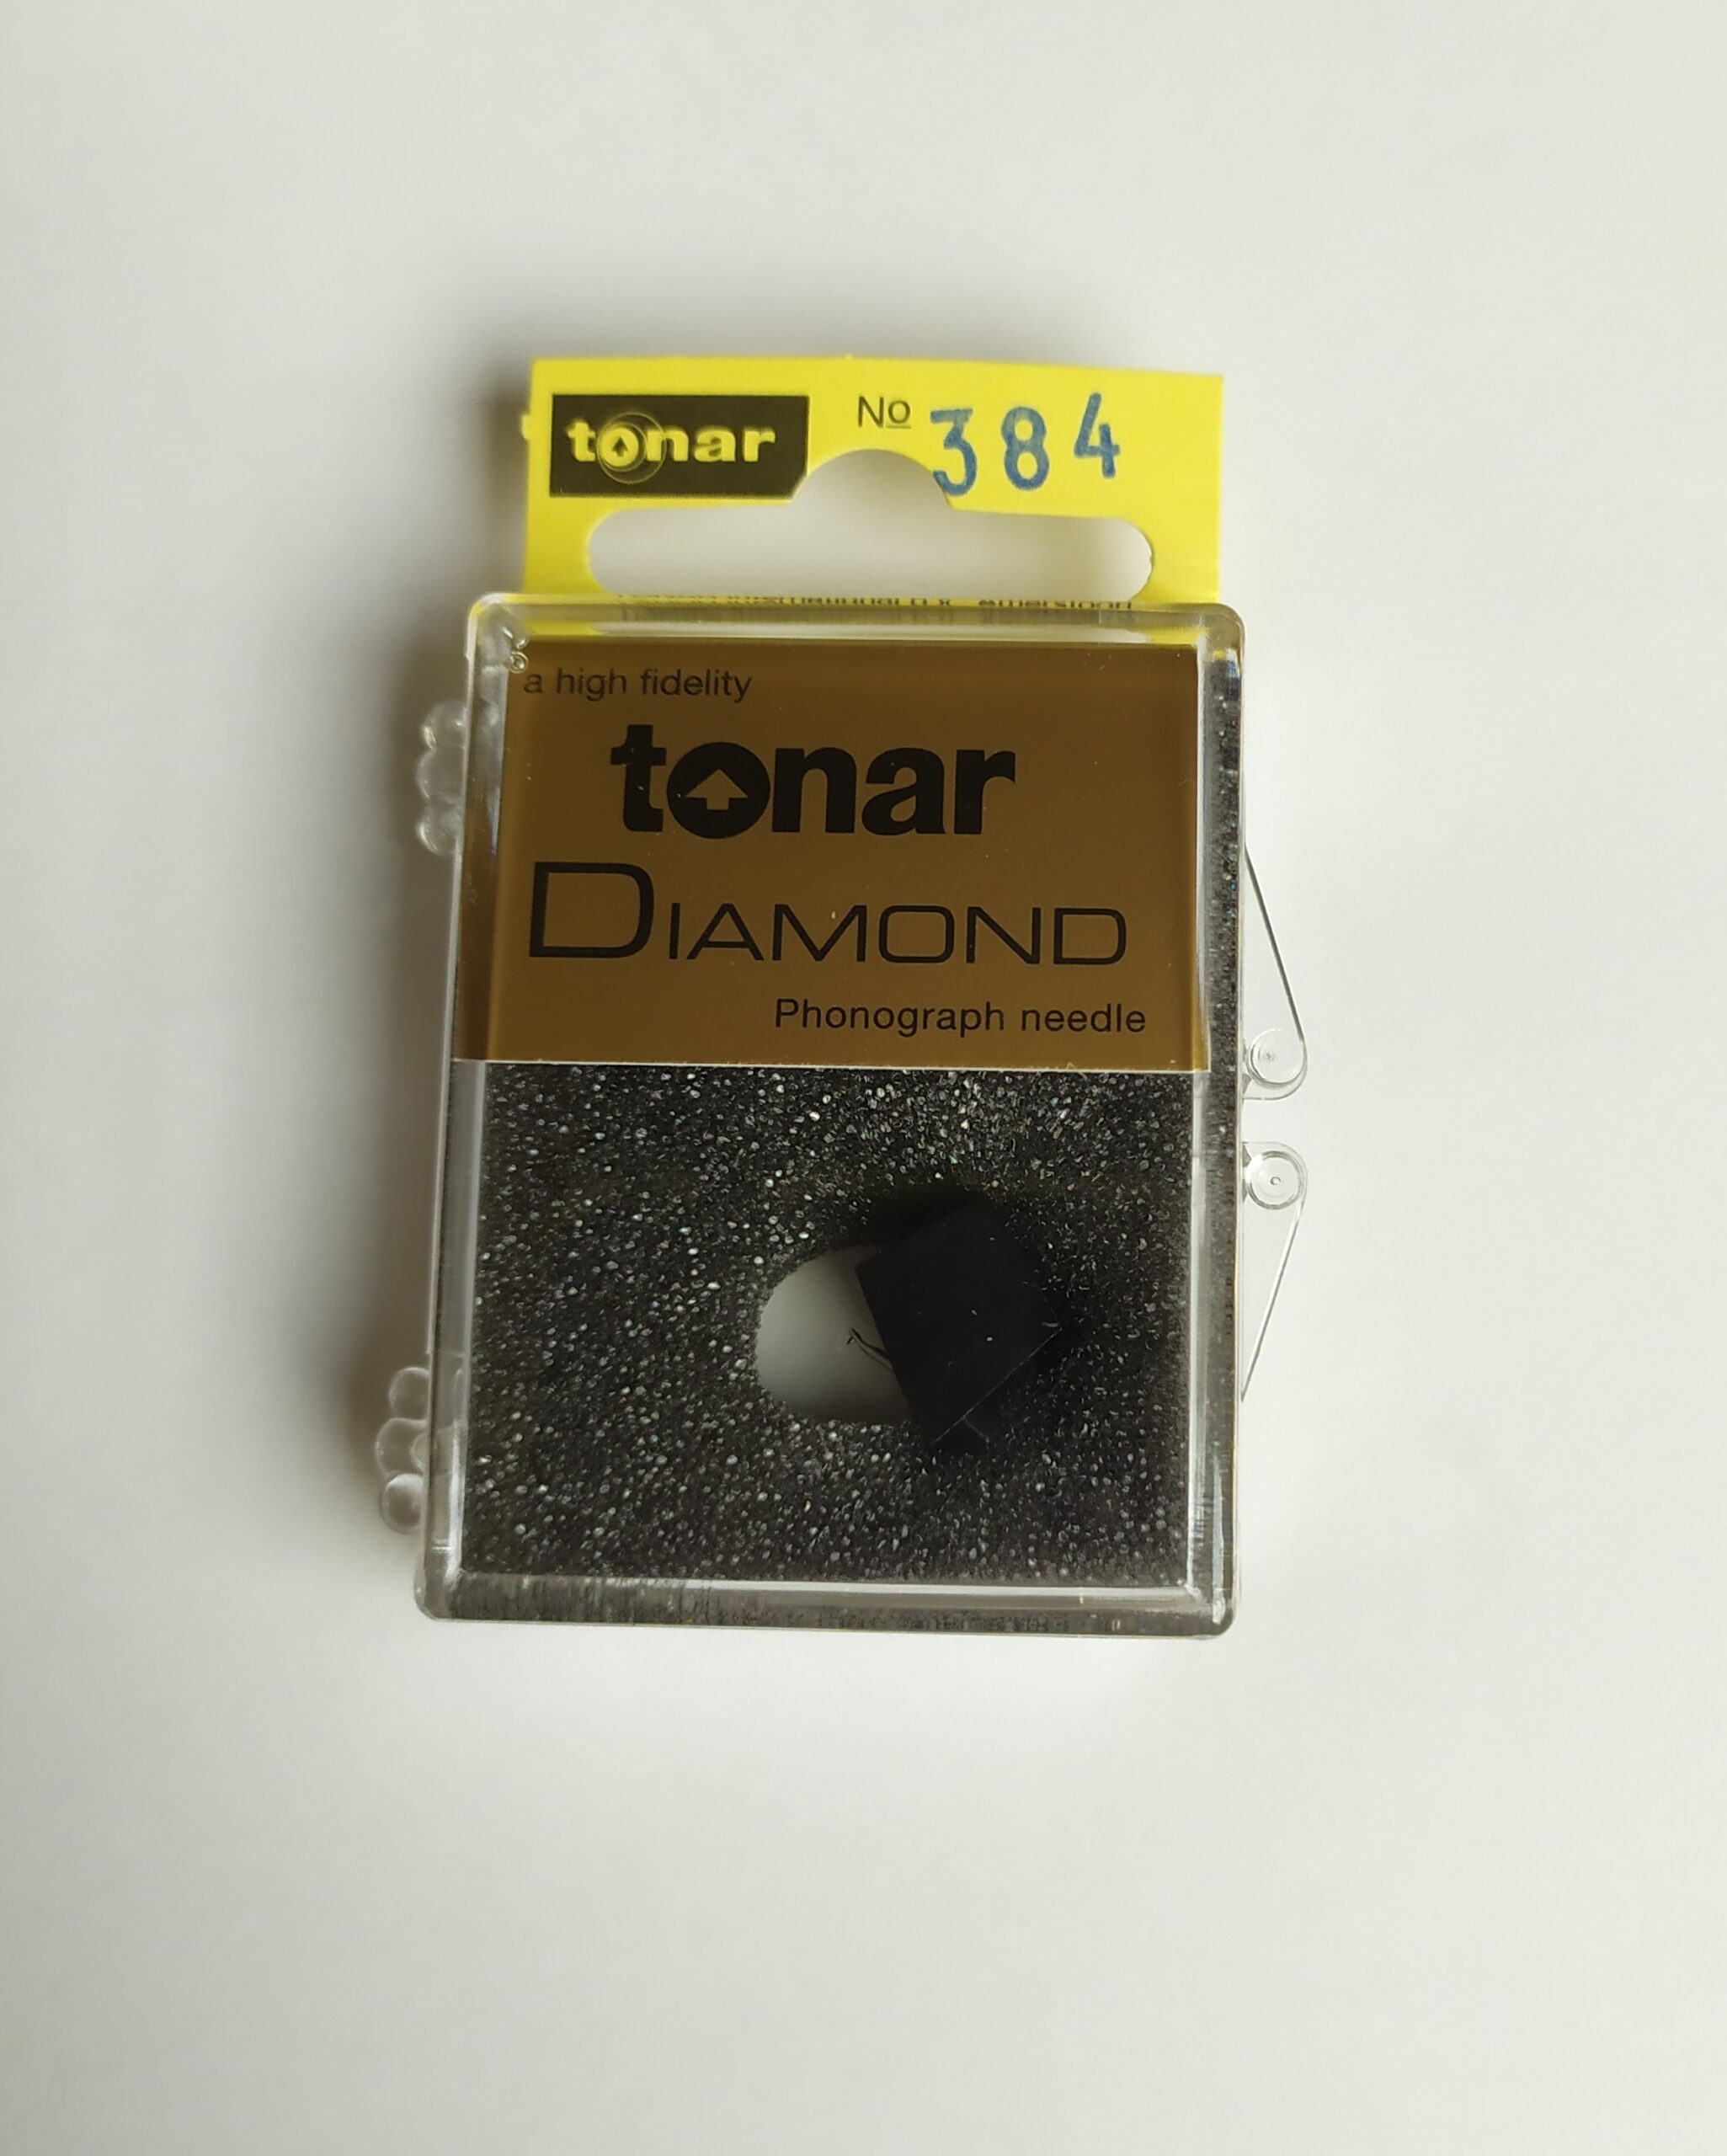 tonar
No 384
a high fidelity
tonar
DIAMOND
Phonograph needle